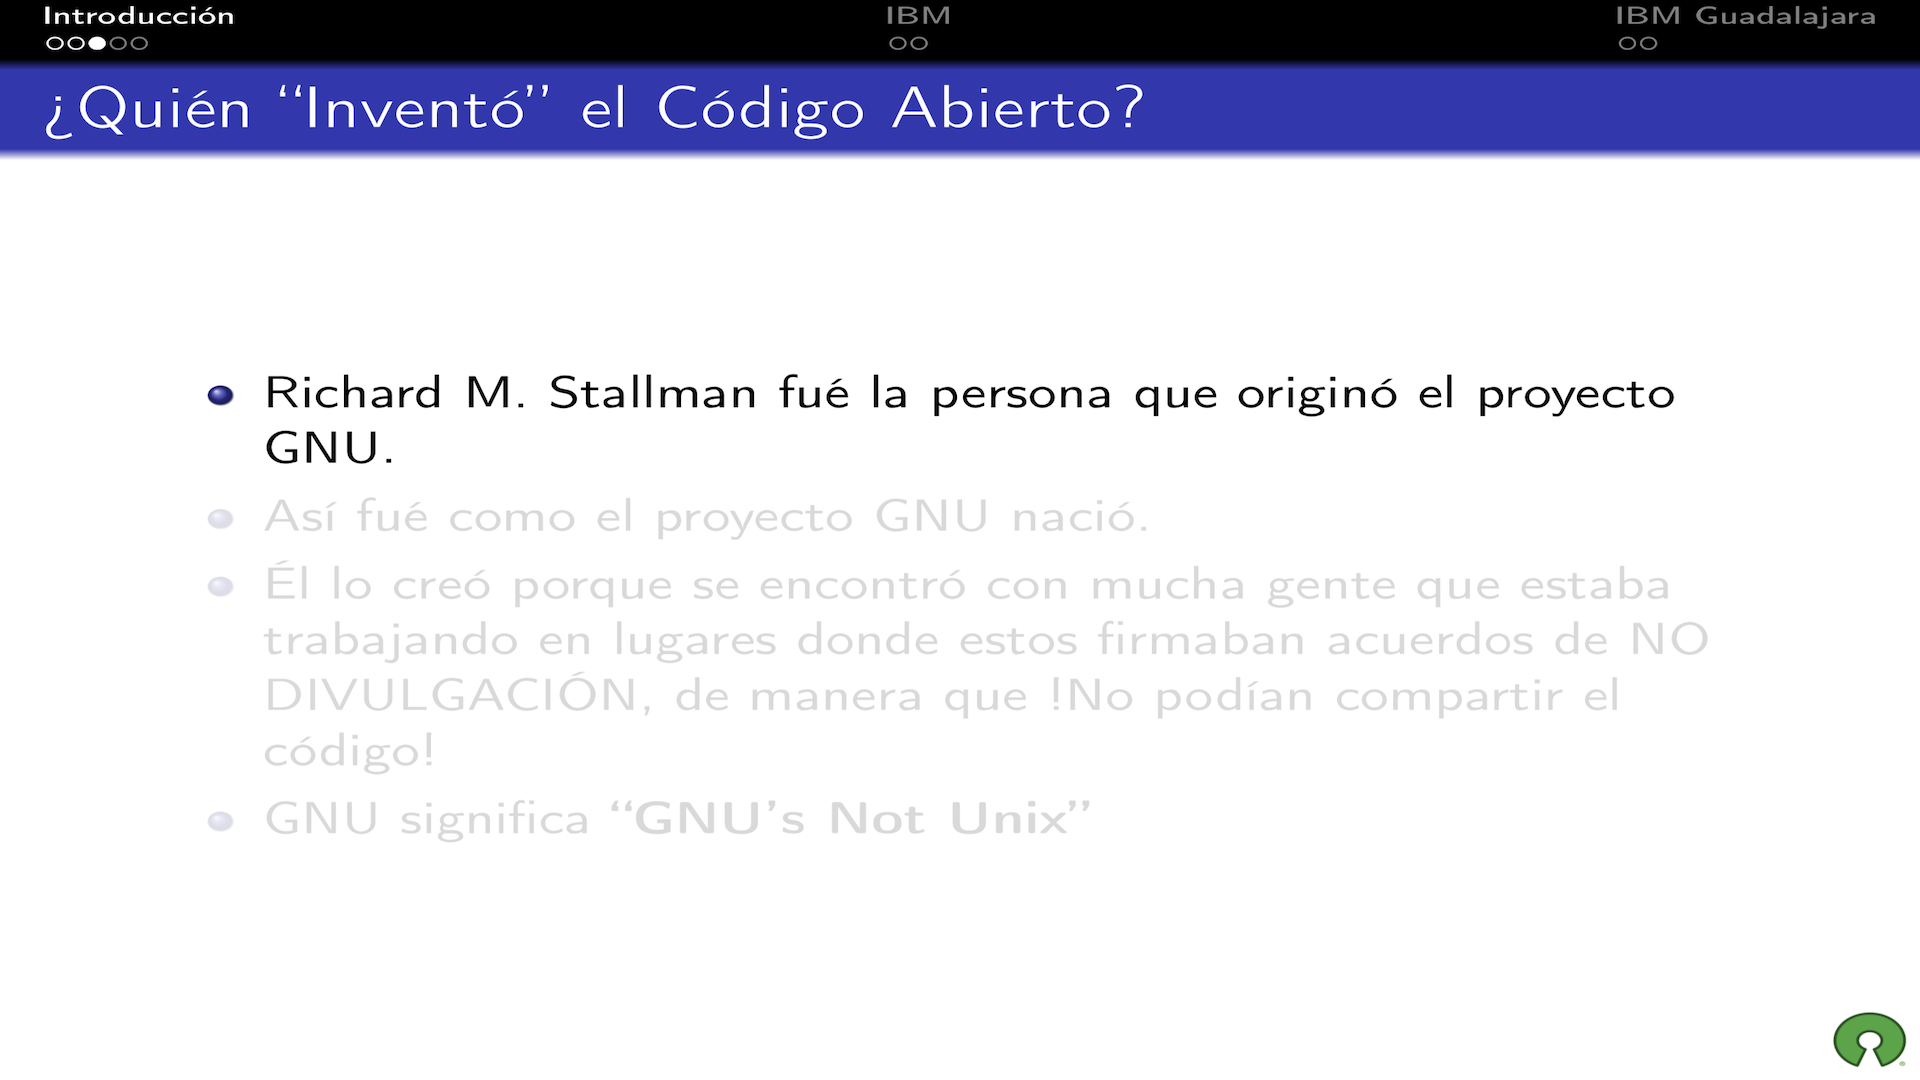 Introducción
IBM
IBM Guadalajara
¿Quién “Inventó” el Código Abierto?
Richard M. Stallman fué la persona que originó el proyecto
GNU.
Así fué como el proyecto GNU nació.
Él lo creó porque se encontró con mucha gente que estaba
trabajando en lugares donde estos firmaban acuerdos de NO
DIVULGACIÓN, de manera que !No podían compartir el
código!
GNU significa “GNU’s Not Unix”